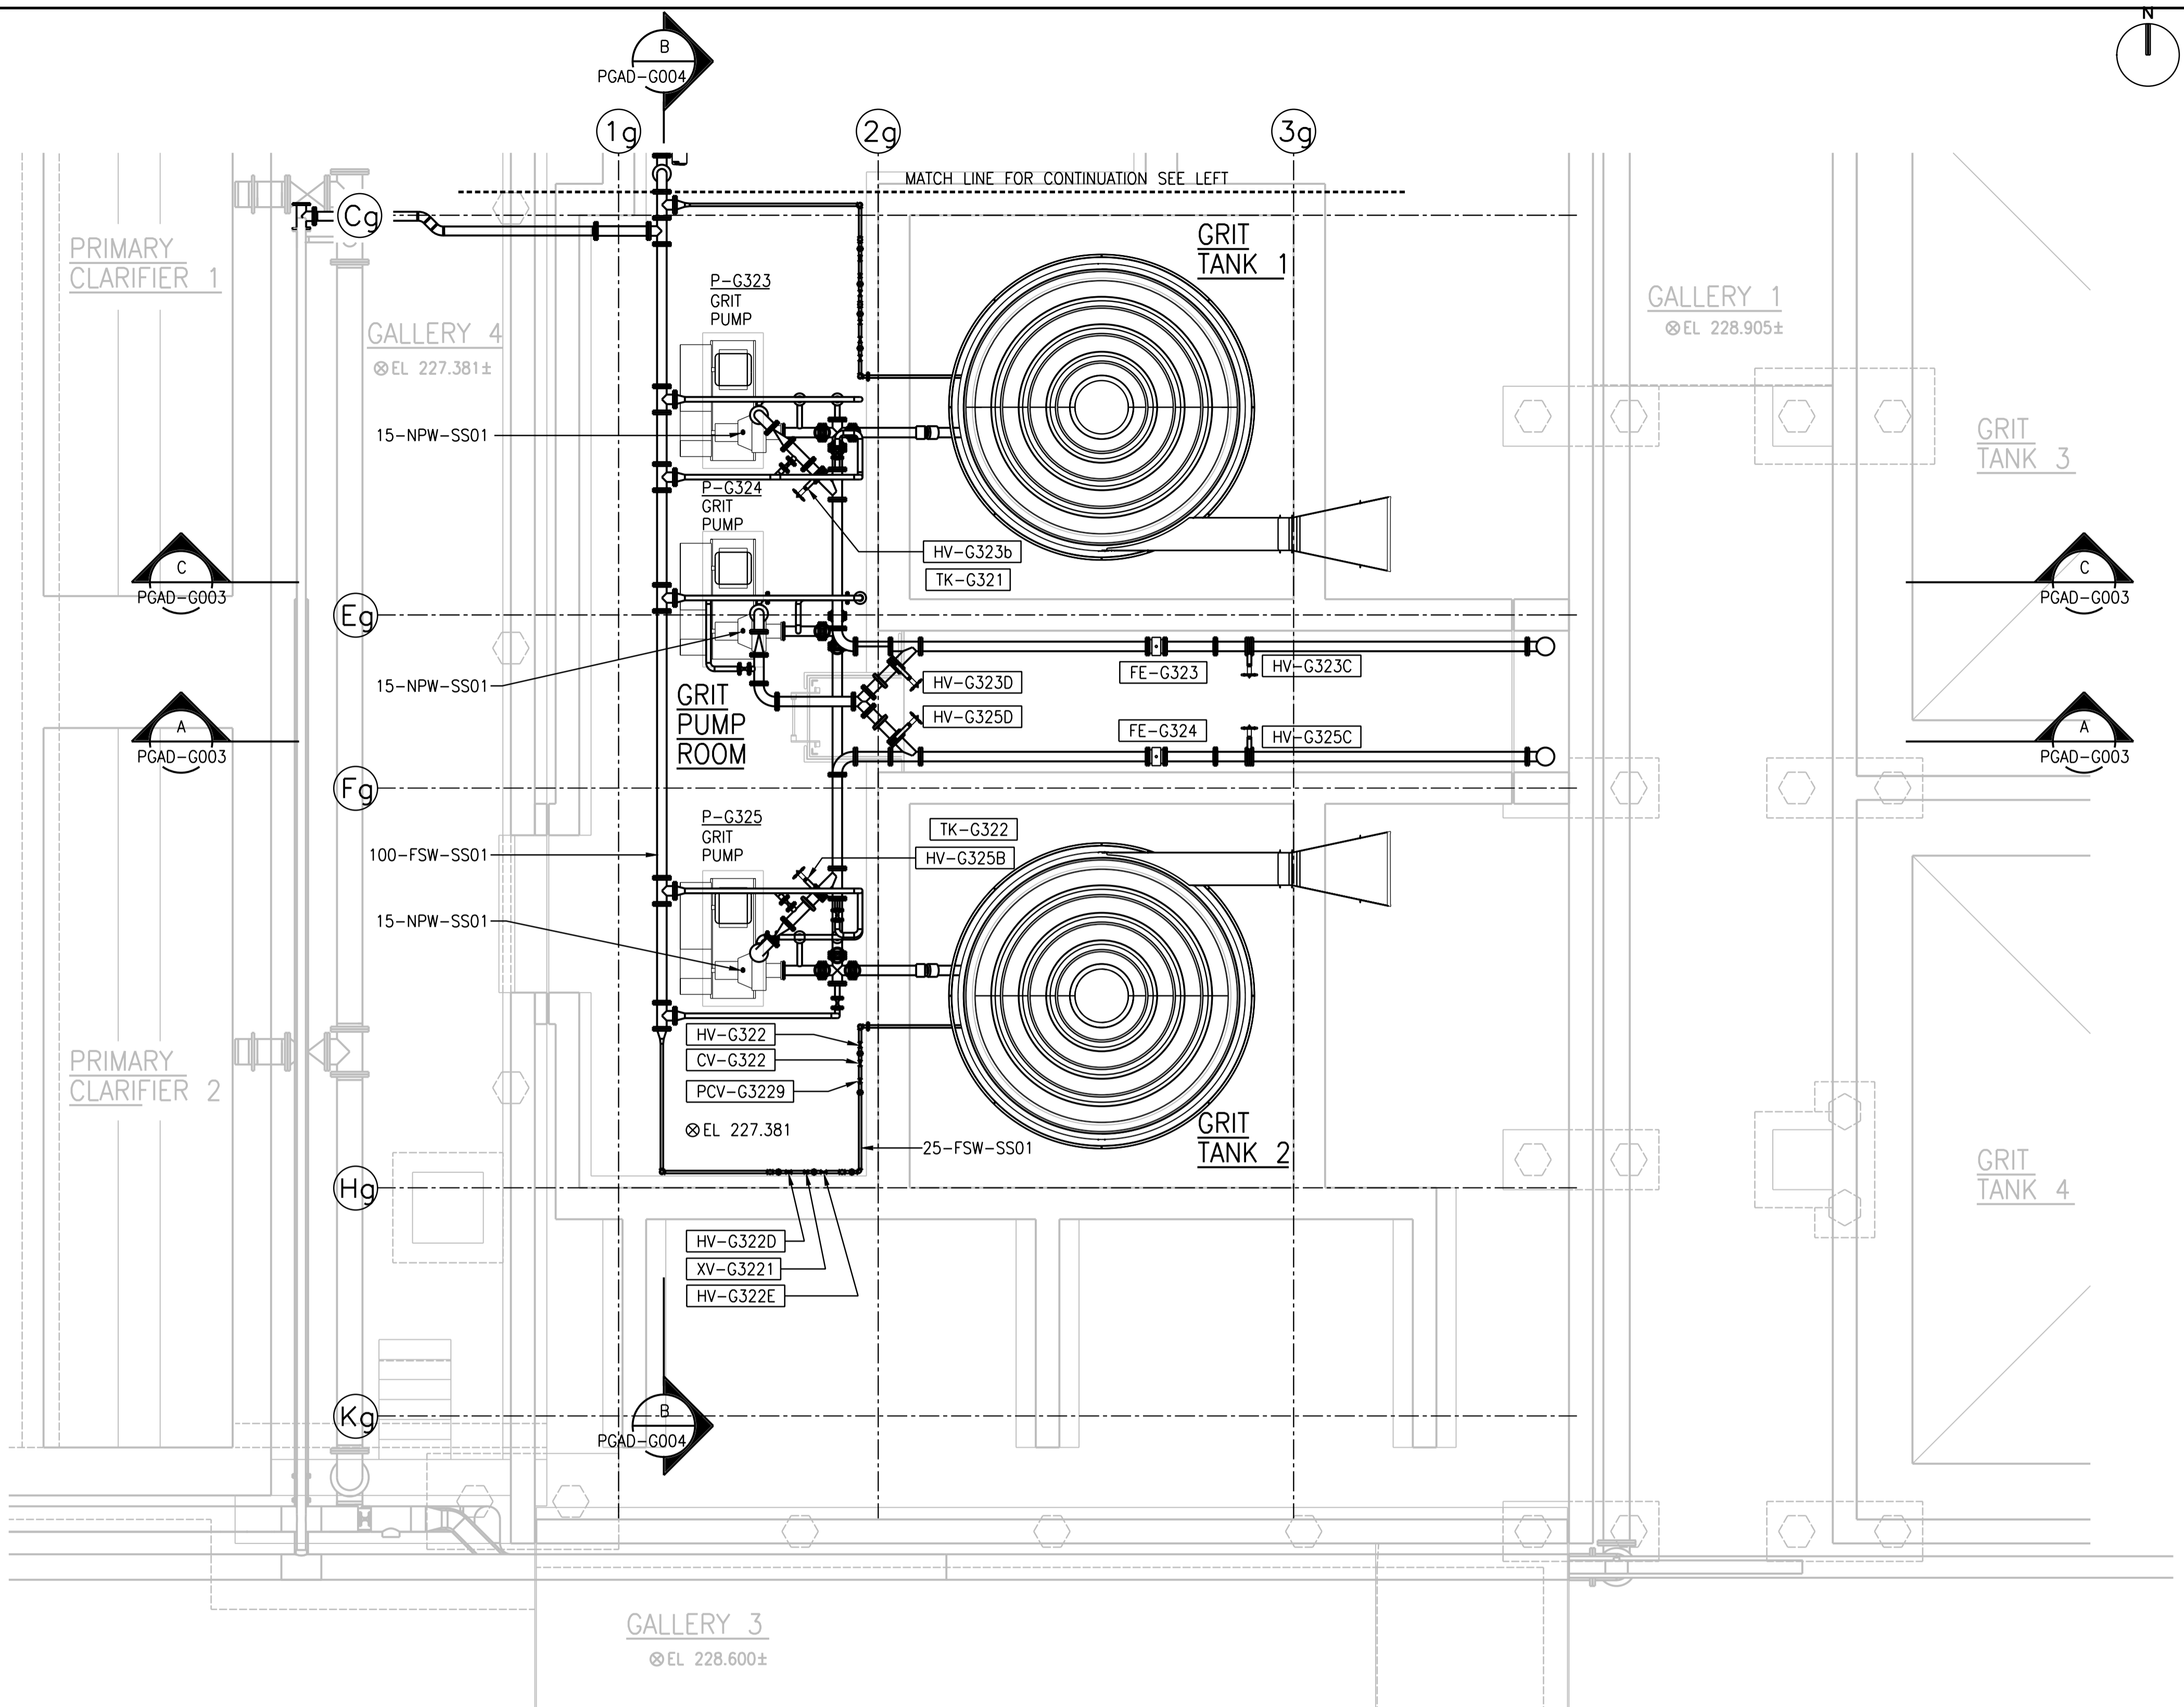 N
B
PGAD-G004
1g
2g
3g
MATCH LINE FOR CONTINUATION SEE LEFT
Cg
PRIMARY
CLARIFIER 1
GRIT
TANK 1
P-G323
GRIT
PUMP
GALLERY 1
⊗EL 228.905±
GALLERY 4
⊗EL 227.381±
15-NPW-SS01
GRIT
TANK 3
P-G324
GRIT
PUMP
HV-G323b
TK-G321
C
PGAD-G003
C
PGAD-G003
Eg
15-NPW-SS01
FE-G323
HV-G323C
HV-G323D
HV-G325D
GRIT
PUMP
ROOM
FE-G324
HV-G325C
A
PGAD-G003
A
PGAD-G003
Fg
P-G325
GRIT
PUMP
TK-G322
HV-G325B
100-FSW-SS01
15-NPW-SS01
HV-G322
CV-G322
PCV-G3229
PRIMARY
CLARIFIER 2
⊗EL 227.381
25-FSW-SS01
GRIT
TANK 2
GRIT
TANK 4
Hg
HV-G322D
XV-G3221
HV-G322E
Kg
B
PGAD-G004
GALLERY 3
⊗EL 228.600±